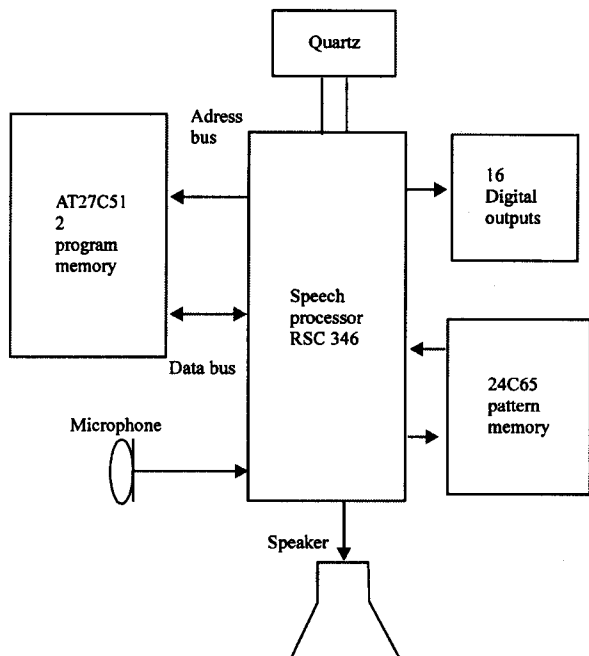 Quartz
Adress
bus
AT27C51
2
program
memory
16
Digital
outputs
Speech
processor
RSC 346
Data bus
24C65
pattern
memory
Microphone
Speaker